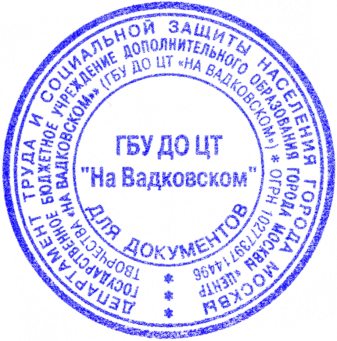 ДЕПАРТАМЕНТ ТРУДА И СОЦИАЛЬНОЙ ЗАЩИТЫ НАСЕЛЕНИЯ ГОРОДА МОСКВЫ
ГОСУДАРСТВЕННОЕ БЮДЖЕТНОЕ УЧРЕЖДЕНИЕ ДОПОЛНИТЕЛЬНОГО ОБРАЗОВАНИЯ ГОРОДА МОСКВЫ «ЦЕНТР
ТВОРЧЕСТВА «НА ВАДКОВСКОМ» (ГБУ ДО ЦТ «НА ВАДКОВСКОМ») * ОГРН 1027739714496
ГБУ ДО ЦТ
"На Вадковском"
ДЛЯ ДОКУМЕНТОВ
* * *